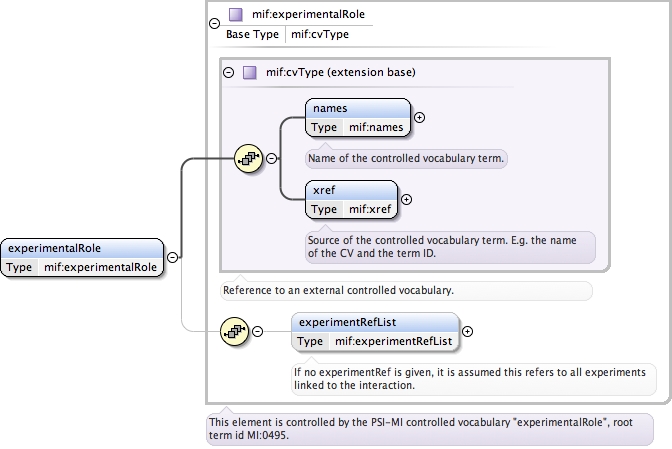 mif:experimentalRole
Base Type mif:cvType
mif:cvType (extension base)
names
Type mif:names
Name of the controlled vocabulary term.
xref
Type mif:xref
Source of the controlled vocabulary term. E.g. the name
of the CV and the term ID.
experimentalRole
Type mif:experimentalRole
Reference to an external controlled vocabulary.
experimentRefList
Type mif:experimentRefList
If no experimentRef is given, it is assumed this refers to all experiments
linked to the interaction.
This element is controlled by the PSI-MI controlled vocabulary "experimentalRole", root
term id MI:0495.